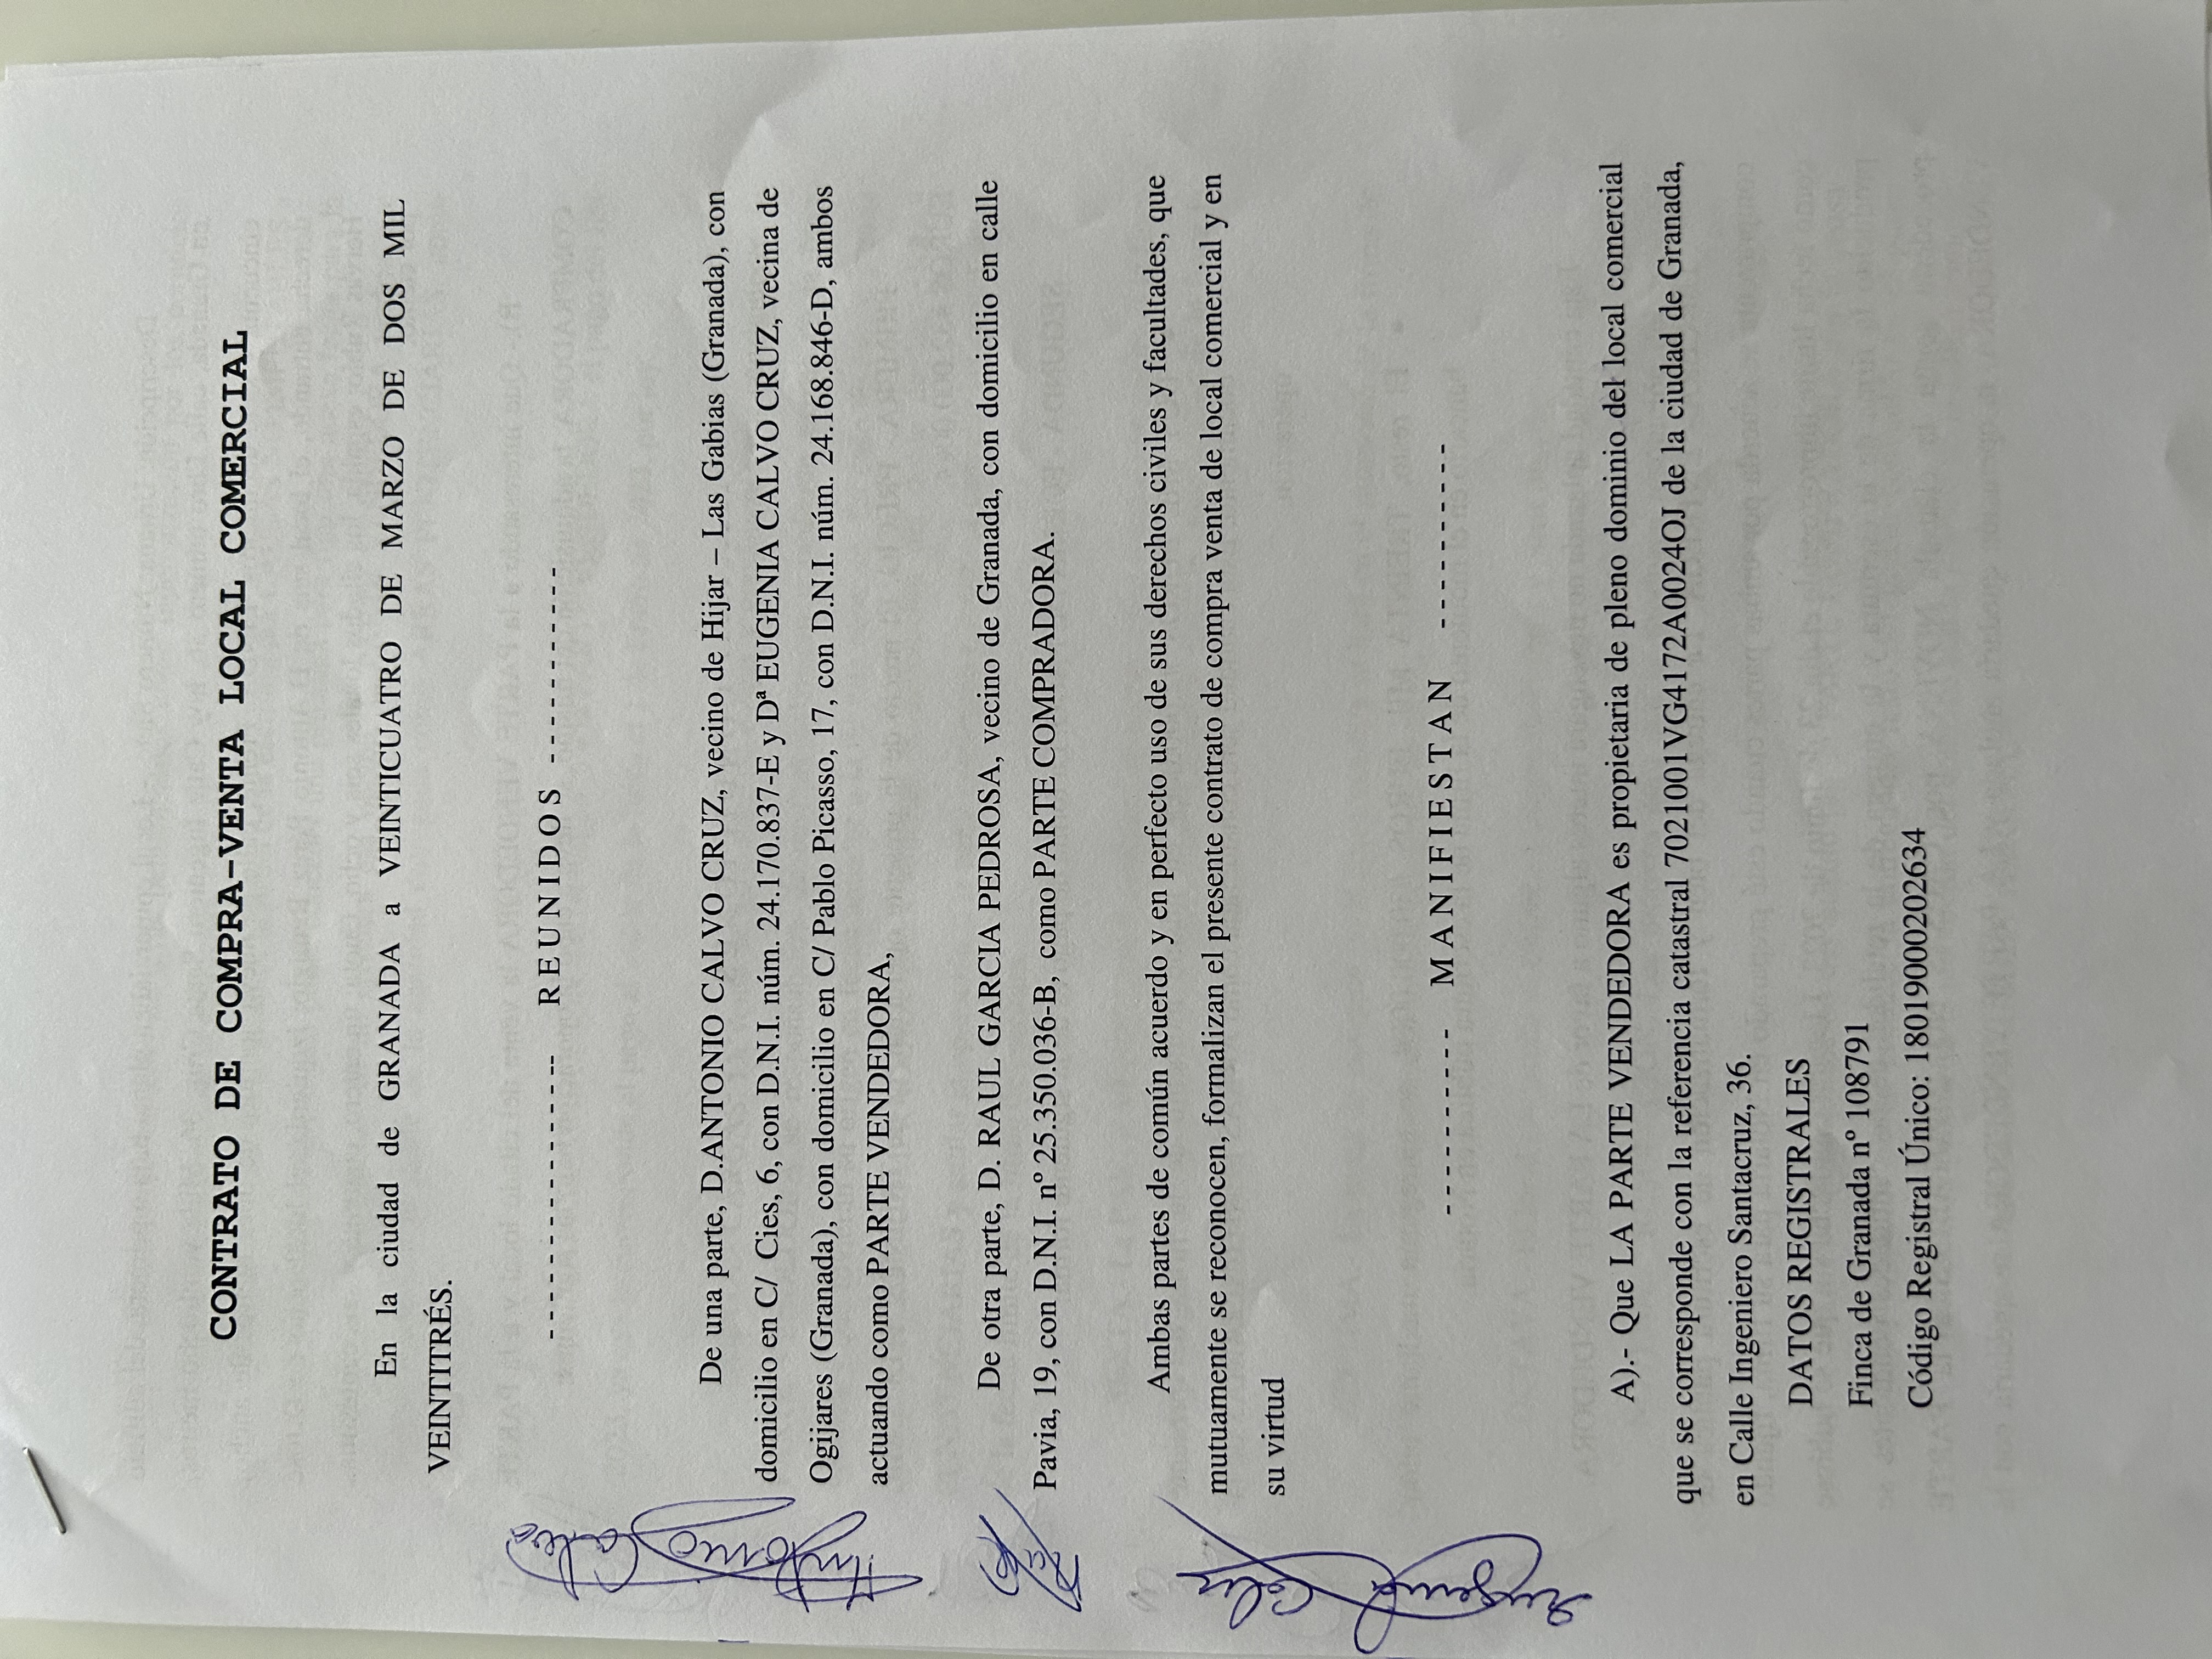 CONTRATO DE COMPRA-VENTA LOCAL COMERCIAL
En la ciudad de GRANADA a VEINTICUATRO DE MARZO DE DOS MIL
VEINTITRÉS.
- - - - - - - - - - - - - - - -- REUNIDOS - - - - - - - - - - -
De una parte, D.ANTONIO CALVO CRUZ, vecino de Hijar – Las Gabias (Granada), con
domicilio en C/ Cies, 6, con D.N.I. núm. 24.170.837-E y Dª EUGENIA CALVO CRUZ, vecina de
Ogijares (Granada), con domicilio en C/ Pablo Picasso, 17, con D.N.I. núm. 24.168.846-D, ambos
actuando como PARTE VENDEDORA,
De otra parte, D. RAUL GARCIA PEDROSA, vecino de Granada, con domicilio en calle
Pavia, 19, con D.N.I. nº 25.350.036-B, como PARTE COMPRADORA.
Ambas partes de común acuerdo y en perfecto uso de sus derechos civiles y facultades, que
mutuamente se reconocen, formalizan el presente contrato de compra venta de local comercial y en
su virtud
- - - - - - - - - - MANIFIESTAN - - - - - - - - - -
A).- Que LA PARTE VENDEDORA es propietaria de pleno dominio del local comercial
que se corresponde con la referencia catastral 7021001VG4172A0024OJ de la ciudad de Granada,
en Calle Ingeniero Santacruz, 36.
DATOS REGISTRALES
Finca de Granada nº 108791
Código Registral Único: 18019000202634
Antonio Calvo
Eugenia Calvo